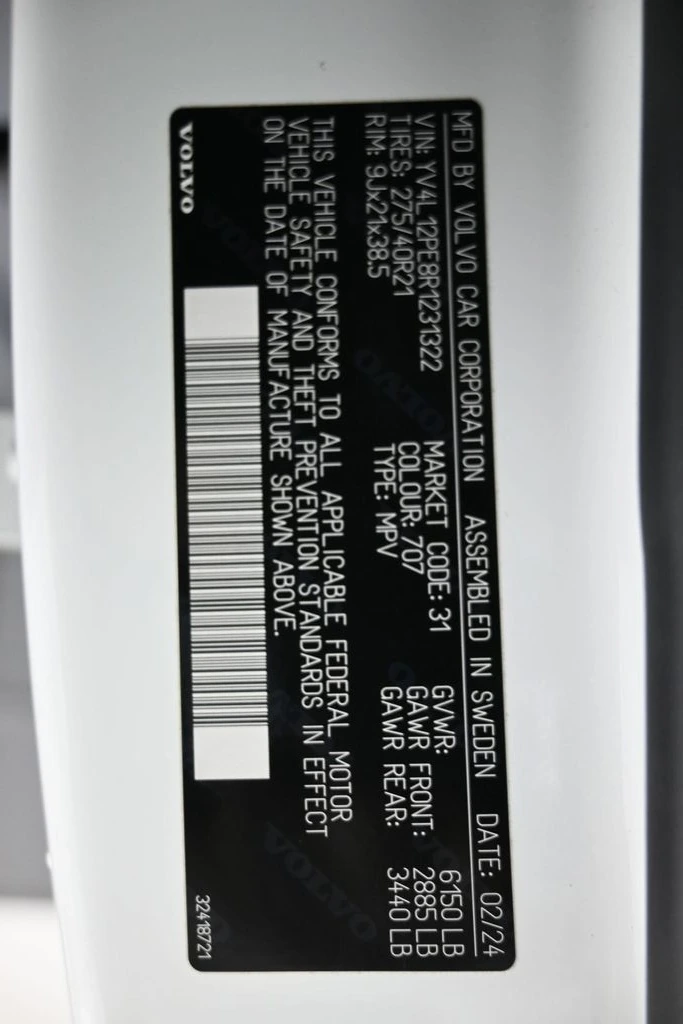 MFD BY VOLVO CAR CORPORATION ASSEMBLED IN SWEDEN DATE: 02/24
VIN: YV4L12PE8R1231322 MARKET CODE: 31 GVWR: 6150 LB
TIRES: 275/40R21 COLOUR: 707 GAWR FRONT: 2885 LB
RIM: 9Jx21x38.5 TYPE: MPV GAWR REAR: 3440 LB
THIS VEHICLE CONFORMS TO ALL APPLICABLE FEDERAL MOTOR
VEHICLE SAFETY AND THEFT PREVENTION STANDARDS IN EFFECT
ON THE DATE OF MANUFACTURE SHOWN ABOVE.
VOLVO 32418721